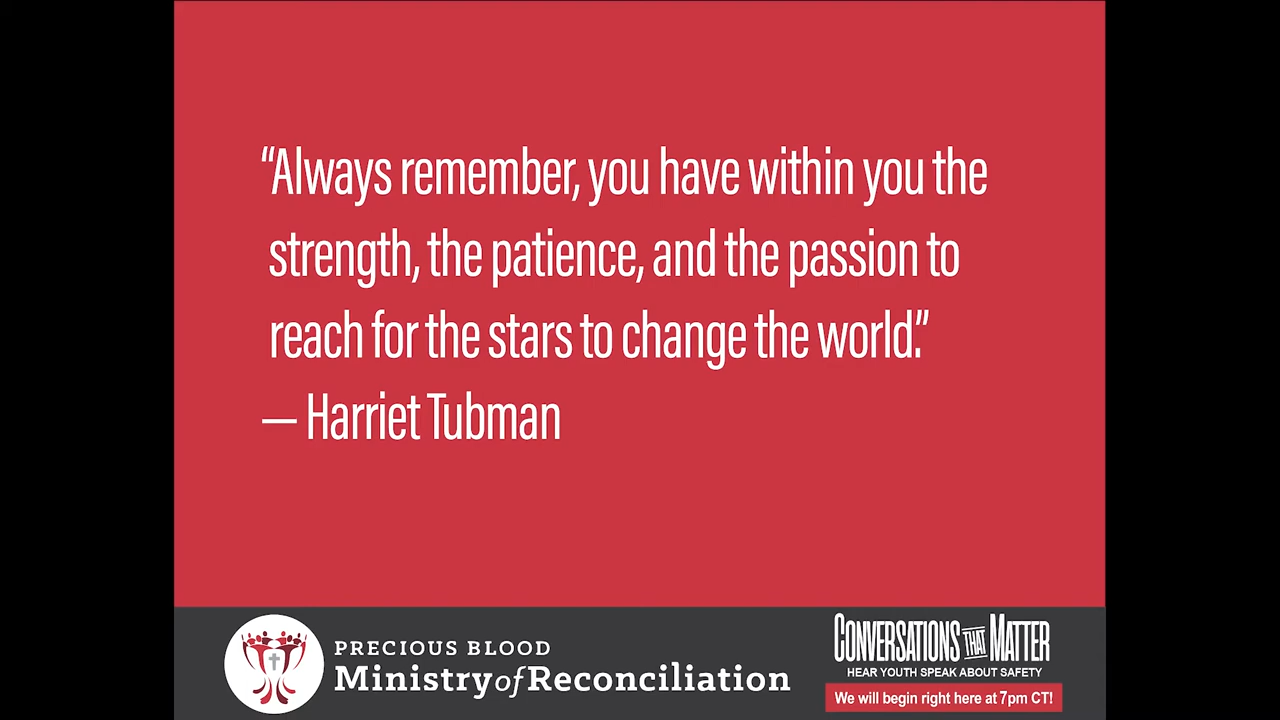 “Always remember, you have within you the
strength, the patience, and the passion to
reach for the stars to change the world.”
— Harriet Tubman
PRECIOUS BLOOD
Ministry of Reconciliation
CONVERSATIONS THAT MATTER
HEAR YOUTH SPEAK ABOUT SAFETY
We will begin right here at 7pm CT!